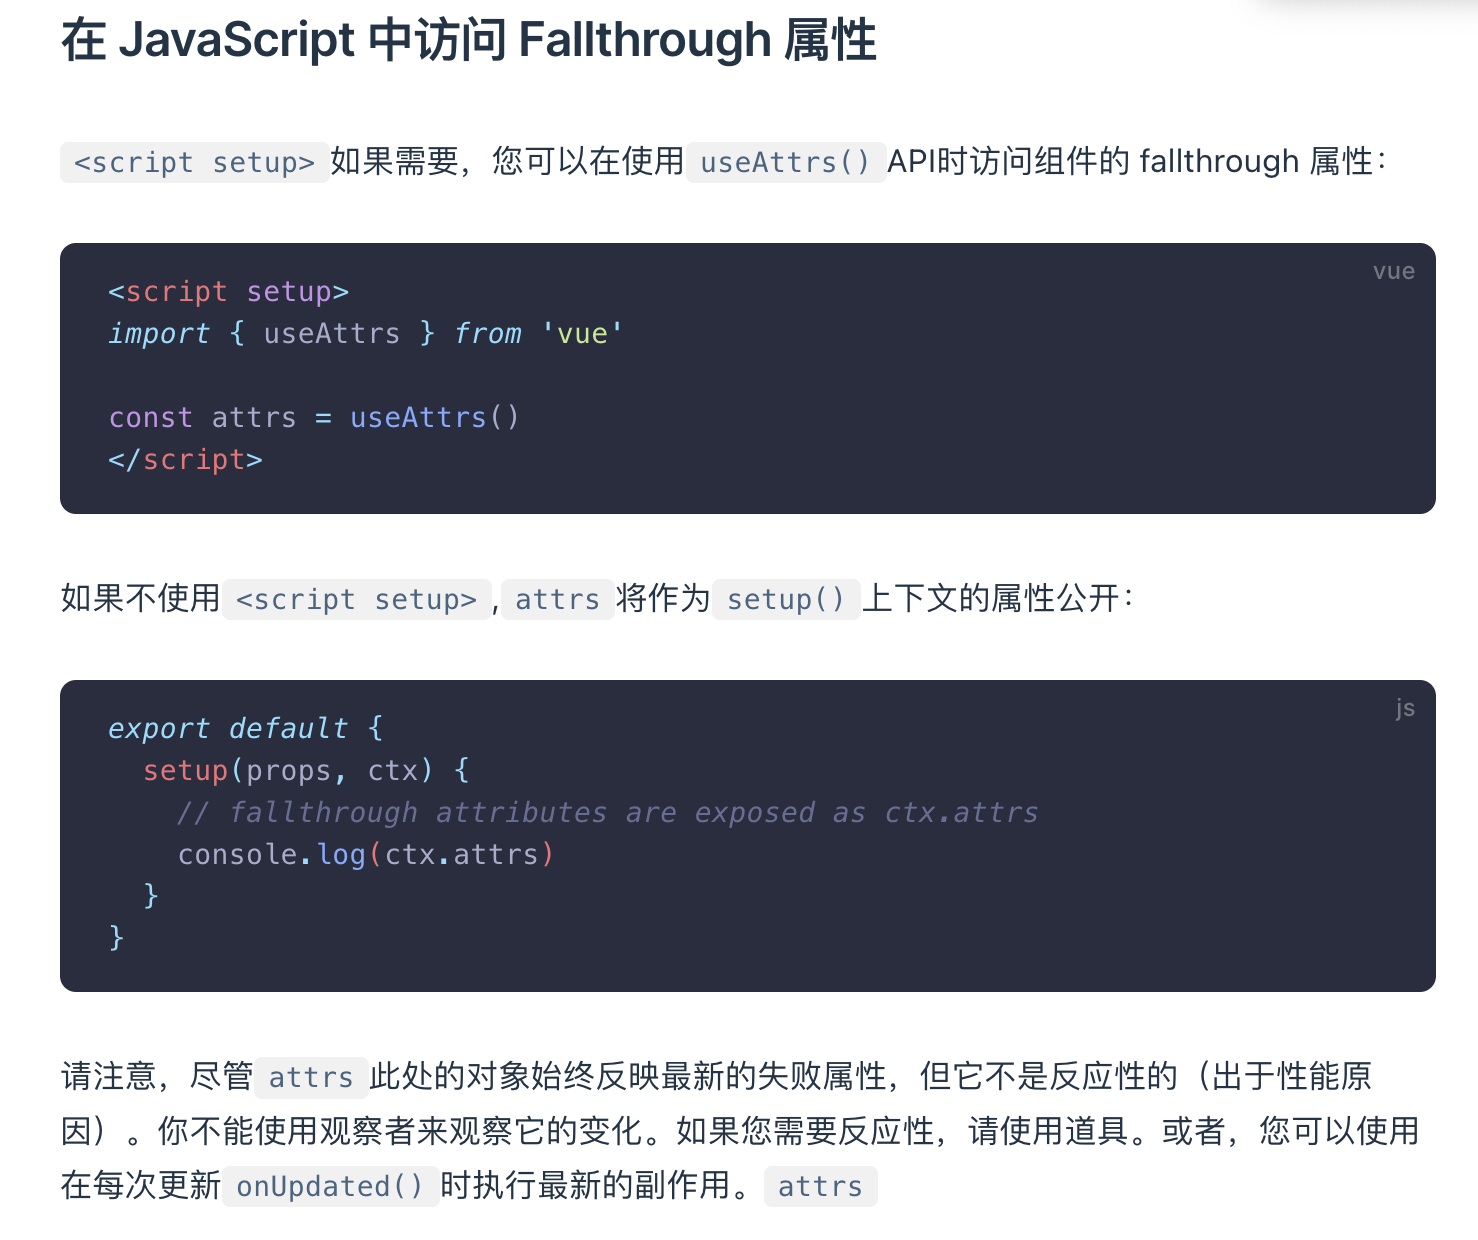 在 JavaScript 中访问 Fallthrough 属性
<script setup>如果需要，您可以在使用useAttrs()API时访问组件的 fallthrough 属性：
vue
<script setup>
import { useAttrs } from 'vue'
const attrs = useAttrs()
</script>
如果不使用<script setup>,attrs将作为setup()上下文的属性公开：
js
export default {
  setup(props, ctx) {
    // fallthrough attributes are exposed as ctx.attrs
    console.log(ctx.attrs)
  }
}
请注意，尽管attrs此处的对象始终反映最新的失败属性，但它不是反应性的（出于性能原
因）。你不能使用观察者来观察它的变化。如果您需要反应性，请使用道具。或者，您可以使用
在每次更新onUpdated()时执行最新的副作用。attrs